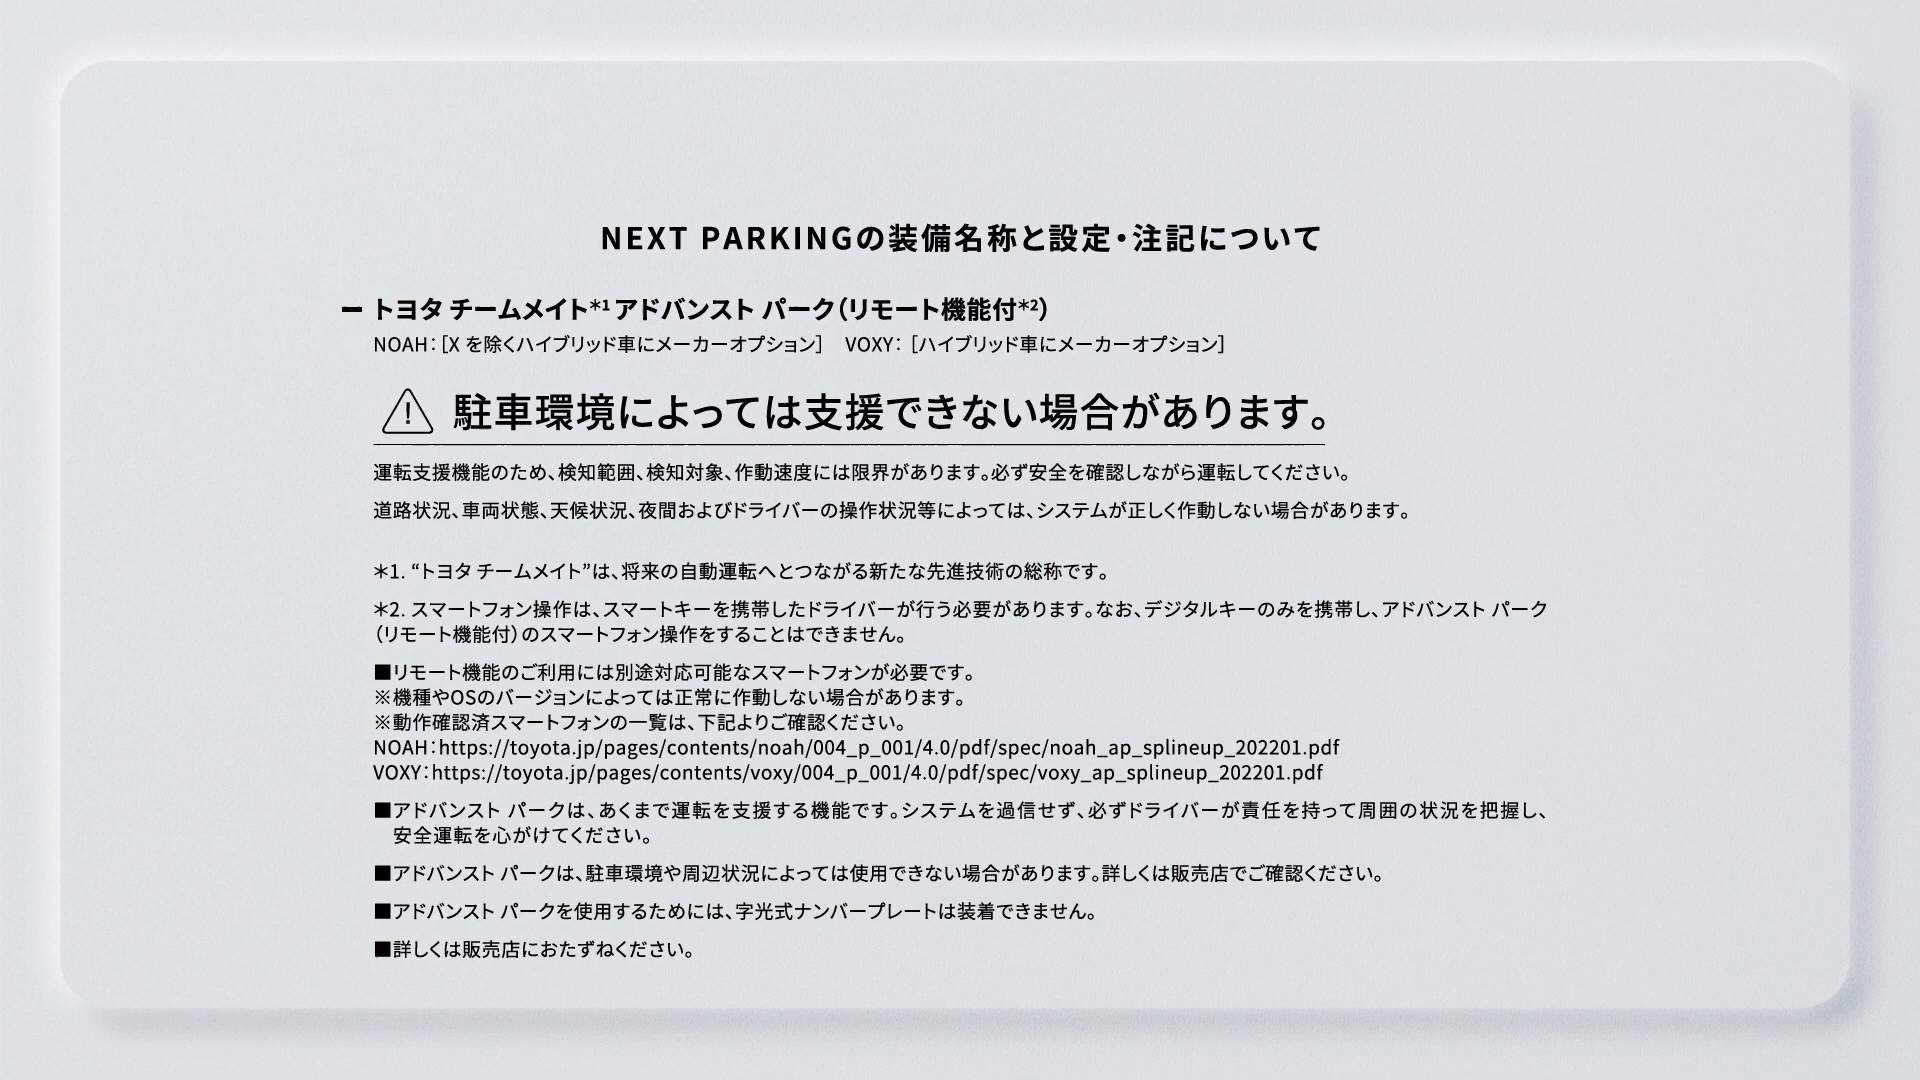 NEXT PARKINGの装備名称と設定・注記について
トヨタ チームメイト＊1アドバンスト パーク（リモート機能付＊2）
NOAH：［X を除くハイブリッド車にメーカーオプション］ VOXY：［ハイブリッド車にメーカーオプション］
駐車環境によっては支援できない場合があります。
運転支援機能のため、検知範囲、検知対象、作動速度には限界があります。必ず安全を確認しながら運転してください。
道路状況、車両状態、天候状況、夜間およびドライバーの操作状況等によっては、システムが正しく作動しない場合があります。
＊1. “トヨタ チームメイト”は、将来の自動運転へとつながる新たな先進技術の総称です。
＊2. スマートフォン操作は、スマートキーを携帯したドライバーが行う必要があります。なお、デジタルキーのみを携帯し、アドバンスト パーク
（リモート機能付）のスマートフォン操作をすることはできません。
■リモート機能のご利用には別途対応可能なスマートフォンが必要です。
※機種やOSのバージョンによっては正常に作動しない場合があります。
※動作確認済スマートフォンの一覧は、下記よりご確認ください。
NOAH：https://toyota.jp/pages/contents/noah/004_p_001/4.0/pdf/spec/noah_ap_splineup_202201.pdf
VOXY：https://toyota.jp/pages/contents/voxy/004_p_001/4.0/pdf/spec/voxy_ap_splineup_202201.pdf
■アドバンスト パークは、あくまで運転を支援する機能です。システムを過信せず、必ずドライバーが責任を持って周囲の状況を把握し、
安全運転を心がけてください。
■アドバンスト パークは、駐車環境や周辺状況によっては使用できない場合があります。詳しくは販売店でご確認ください。
■アドバンスト パークを使用するためには、字光式ナンバープレートは装着できません。
■詳しくは販売店におたずねください。